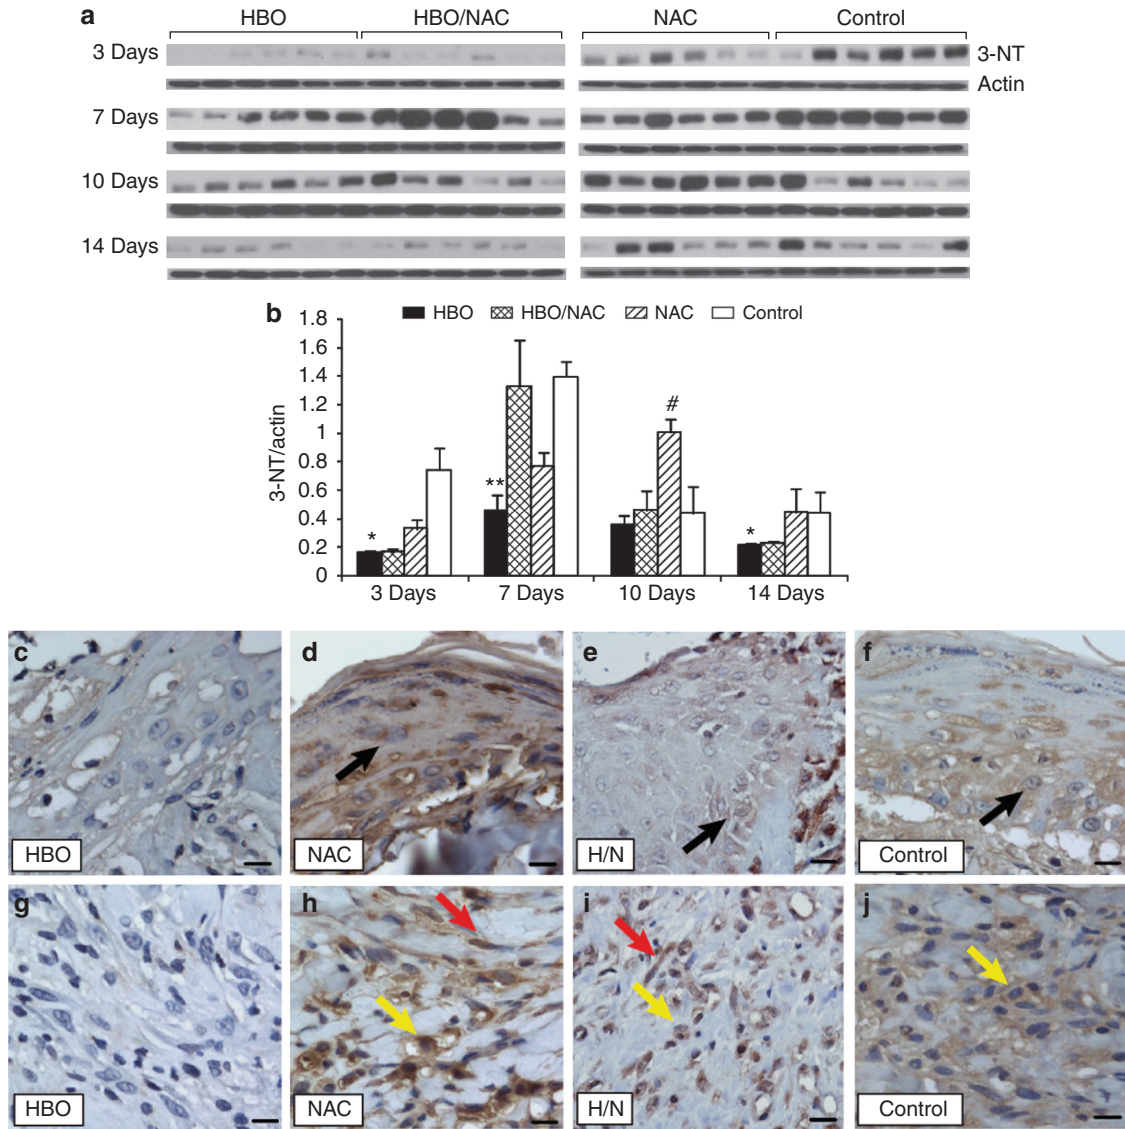 a
HBO HBO/NAC NAC Control
3 Days 3-NT
Actin
7 Days
10 Days
14 Days
b
HBO HBO/NAC NAC Control
3-NT/actin
1.8
1.6
1.4
1.2
1
0.8
0.6
0.4
0.2
0
* ** # *
3 Days 7 Days 10 Days 14 Days
c d e f
HBO NAC H/N Control
g h i j
HBO NAC H/N Control